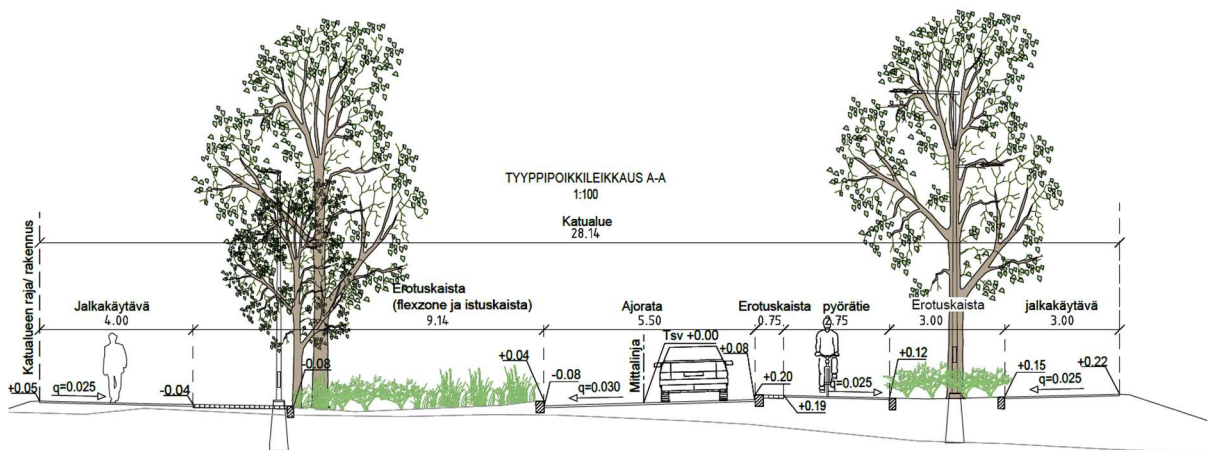 TYYPPIPOIKKILEIKKAUS A-A
1:100
Katualue
28.14
Katualueen raja/ rakennus
Jalkakäytävä
4.00
Erotuskaista
(flexzone ja istuskaista)
9.14
Ajorata
5.50
Erotuskaista
0.75
pyörätie
2.75
Erotuskaista
3.00
jalkakäytävä
3.00
Mittalinja
Tsv +0.00
+0.05
q=0.025
-0.04
-0.08
+0.04
-0.08
q=0.030
+0.08
+0.20
+0.19
q=0.025
+0.12
+0.15
q=0.025
+0.22